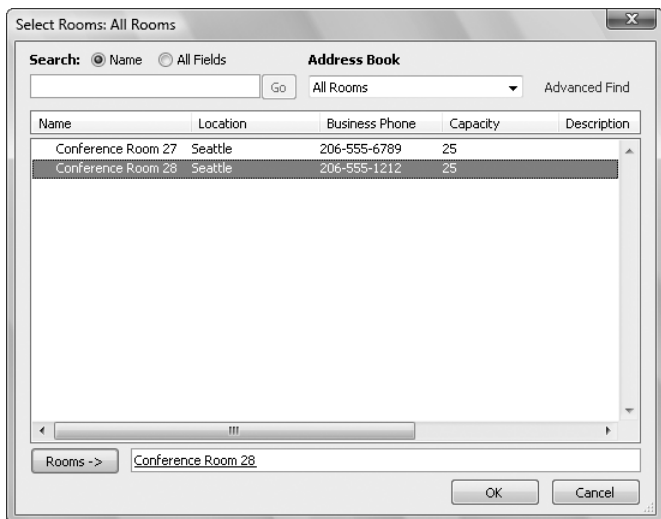 Select Rooms: All Rooms
X
Search: Name All Fields Address Book
Go All Rooms Advanced Find
Name Location Business Phone Capacity Description
Conference Room 27 Seattle 206-555-6789 25
Conference Room 28 Seattle 206-555-1212 25
Rooms -> Conference Room 28
OK Cancel